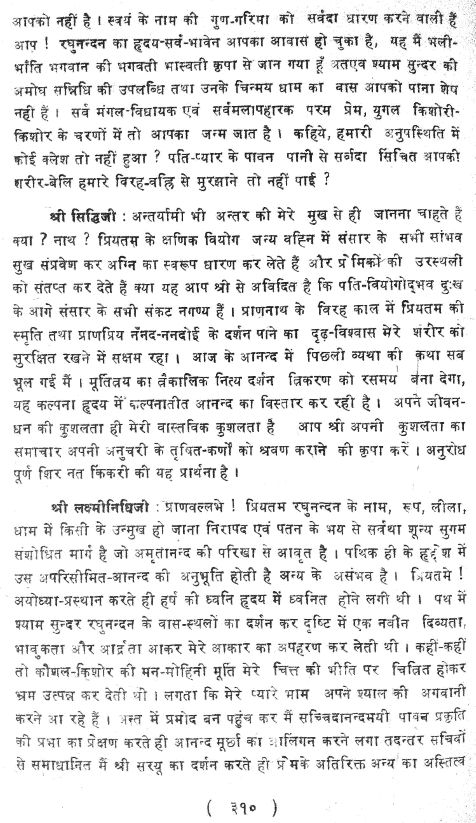 आपको नहीं है । स्वयं के नाम की गुण-गरिमा को सर्वदा धारण करने वाली हैं
आप ! रघुनन्दन का हृदय-सर्व-भावेन आपका आवास हो चुका है, यह मैं भली-
भाँति भगवान की भगवती भास्वती कृपा से जान गया हूँ अतएव श्याम सुन्दर की
अमोघ सन्निधि की उपलब्धि तथा उनके चिन्मय धाम का वास आपको पाना शेष
नहीं हैं । सर्व मंगल-विधायक एवं सर्वमलापहारक परम प्रेम, युगल किशोरी-
किशोर के चरणों में तो आपका जन्म जात है । कहिये, हमारी अनुपस्थिति में
कोई क्लेश तो नहीं हुआ ? पति-प्यार के पावन पानी से सर्वदा सिंचित आपकी
शरीर-बेलि हमारे विरह-वह्नि से मुरझाने तो नहीं पाई ?
श्री सिद्धिजी : अन्तर्यामी भी अन्तर की मेरे मुख से ही जानना चाहते हैं
क्या ? नाथ ? प्रियतम के क्षणिक वियोग जन्य वह्नि में संसार के सभी सांभव
सुख संप्रवेश कर अग्नि का स्वरूप धारण कर लेते हैं और प्रेमिकों की उरस्थली
को संतप्त कर देते हैं क्या यह आप श्री से अविदित है कि पति-वियोगोद्भव दुःख
के आगे संसार के सभी संकट नगण्य हैं । प्राणनाथ के विरह काल में प्रियतम की
स्मृति तथा प्राणप्रिय नँनद-ननदोई के दर्शन पाने का दृढ़-विश्वास मेरे शरीर को
सुरक्षित रखने में सक्षम रहा । आज के आनन्द में पिछली व्यथा की कथा सब
भूल गई मैं । मूर्तित्रय का त्रैकालिक नित्य दर्शन त्रिकरण को रसमय बना देगा,
यह कल्पना हृदय में कल्पनातीत आनन्द का विस्तार कर रही है । अपने जीवन-
धन की कुशलता ही मेरी वास्तविक कुशलता है आप श्री अपनी कुशलता का
समाचार अपनी अनुचरी के तृषित-कर्णों को श्रवण कराने की कृपा करें । अनुरोध
पूर्ण शिर नत किंकरी की यह प्रार्थना है ।
श्री लक्ष्मीनिधिजी : प्राणवल्लभे ! प्रियतम रघुनन्दन के नाम, रूप, लीला,
धाम में किसी के उन्मुख हो जाना निरापद एवं पतन के भय से सर्वथा शून्य सुगम
संशोधित मार्ग है जो अमृतानन्द की परिखा से आवृत है । पथिक ही के हृद्देश में
उस अपरिसीमित-आनन्द की अनुभूति होती है अन्य के असंभव है । प्रियतमे !
अयोध्या-प्रस्थान करते ही हर्ष की ध्वनि हृदय में ध्वनित होने लगी थी । पथ में
श्याम सुन्दर रघुनन्दन के वास-स्थलों का दर्शन कर दृष्टि में एक नवीन दिव्यता,
भावुकता और आर्द्रता आकर मेरे आकार का अपहरण कर लेती थी । कहीं-कहीं
तो कौशल-किशोर की मन-मोहिनी मूर्ति मेरे चित्त की भीति पर चित्रित होकर
भ्रम उत्पन्न कर देती थी । लगता कि मेरे प्यारे भाम अपने श्याल की अगवानी
करने आ रहे हैं । अस्त में प्रमोद बन पहुँच कर मैं सच्चिदानन्दमयी पावन प्रकृति
की प्रभा का प्रेक्षण करते ही आनन्द मूर्छा का आलिंगन करने लगा तदन्तर सचिवों
से समाधानित मैं श्री सरयू का दर्शन करते ही प्रेमके अतिरिक्त अन्य का अस्तित्व
( ३१० )